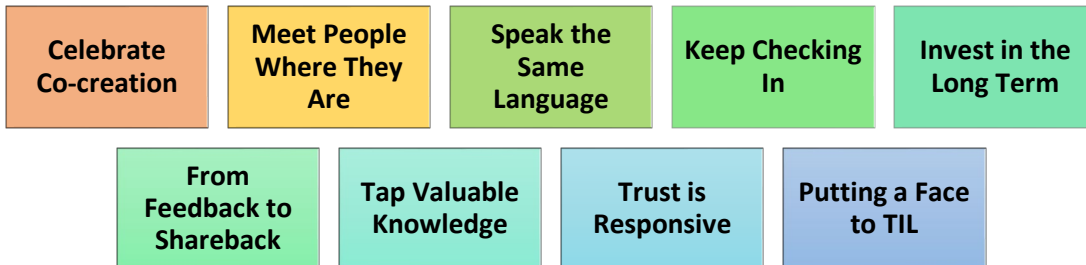 Celebrate
Co-creation
Meet People
Where They
Are
Speak the
Same
Language
Keep Checking
In
Invest in the
Long Term
From
Feedback to
Shareback
Tap Valuable
Knowledge
Trust is
Responsive
Putting a Face
to TIL